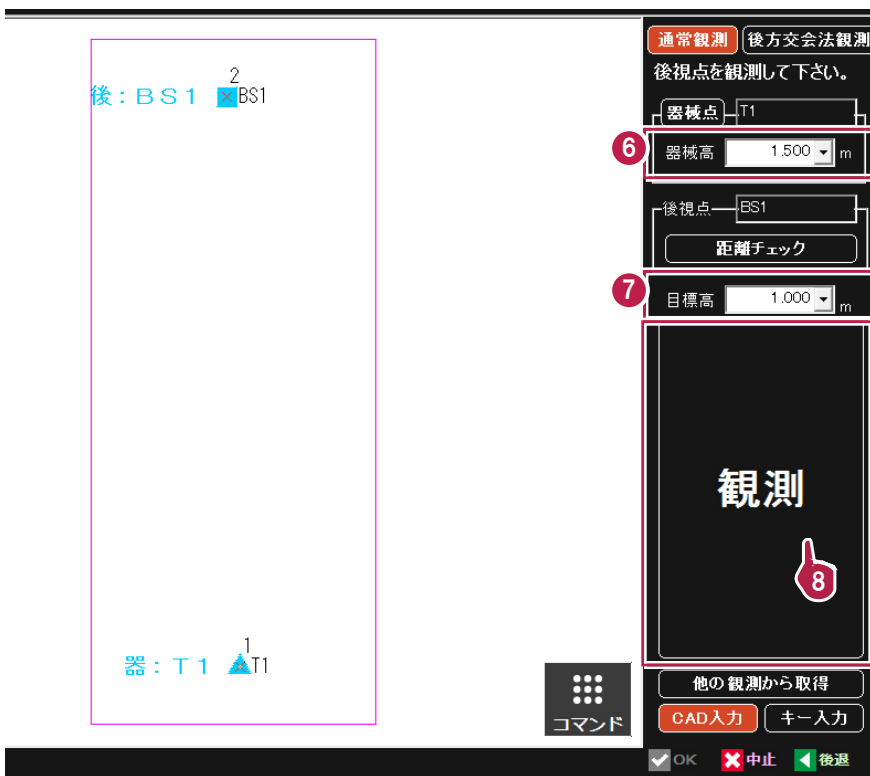 通常観測 後方交会法観測
後視点を観測して下さい。
器械点 T1
6 器械高 1.500 m
後視点 BS1
距離チェック
7 目標高 1.000 m
観測
8
他の観測から取得
CAD入力 キー入力
OK 中止 後退
2
後:BS1 BS1
1
器:T1 T1
コマンド